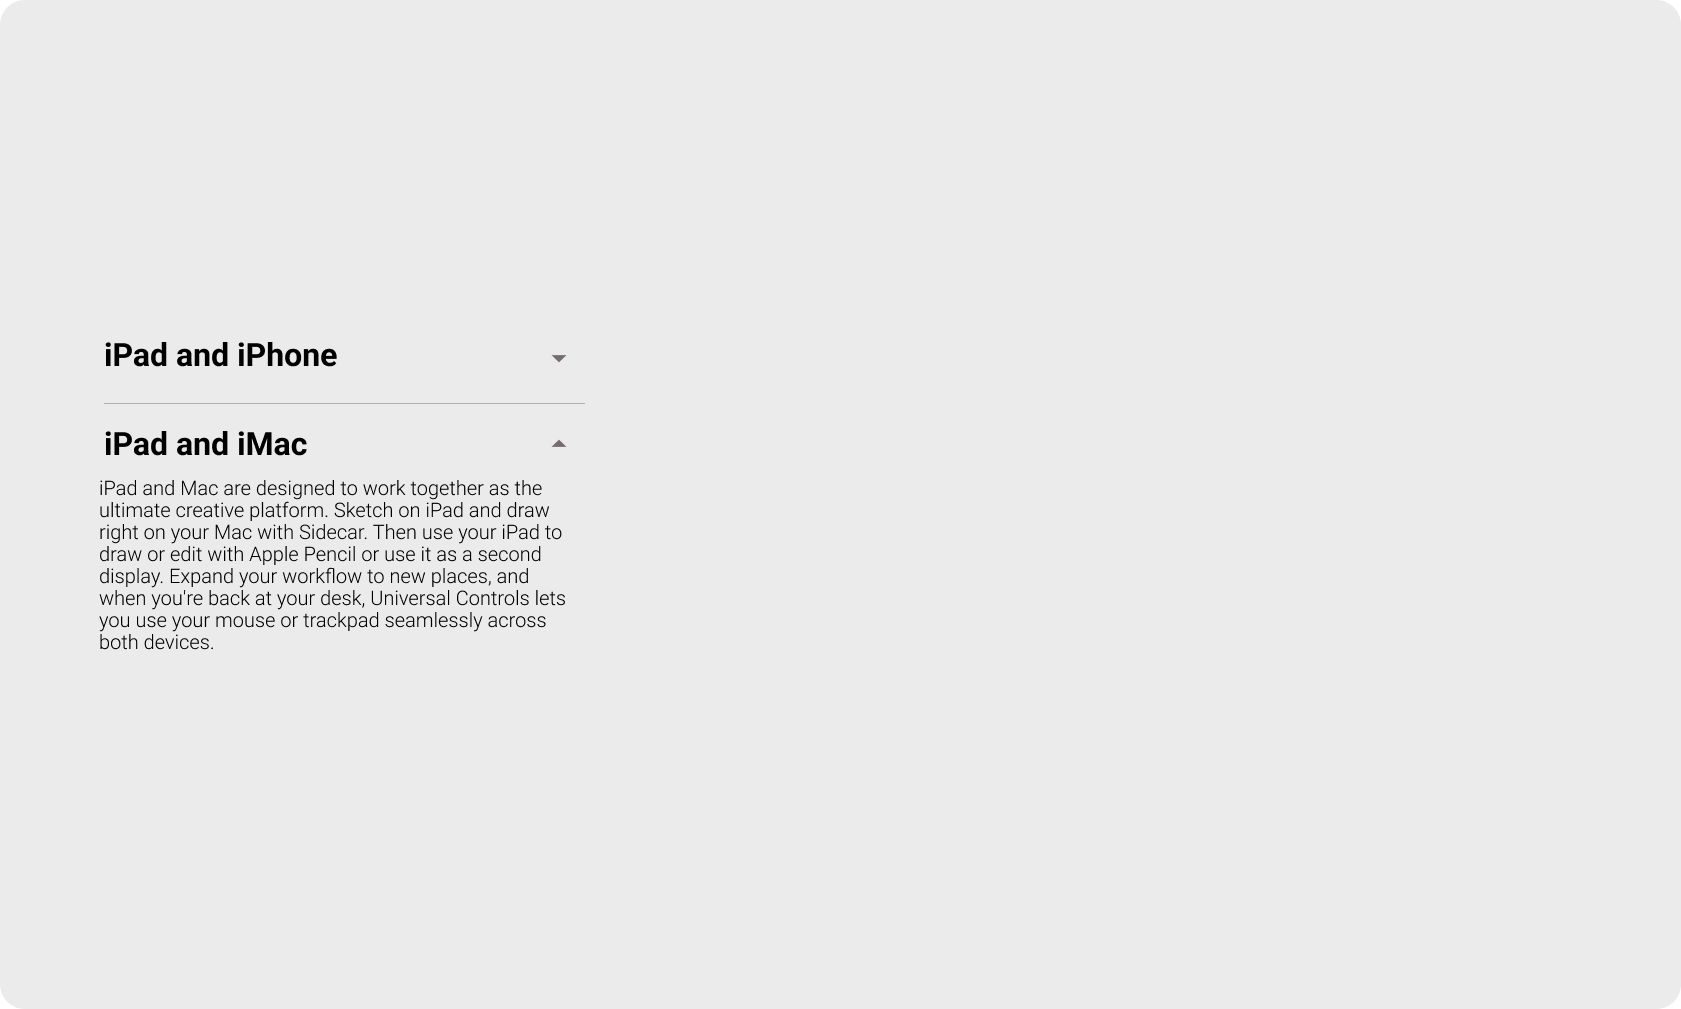 iPad and iPhone
iPad and iMac
iPad and Mac are designed to work together as the
ultimate creative platform. Sketch on iPad and draw
right on your Mac with Sidecar. Then use your iPad to
draw or edit with Apple Pencil or use it as a second
display. Expand your workflow to new places, and
when you're back at your desk, Universal Controls lets
you use your mouse or trackpad seamlessly across
both devices.